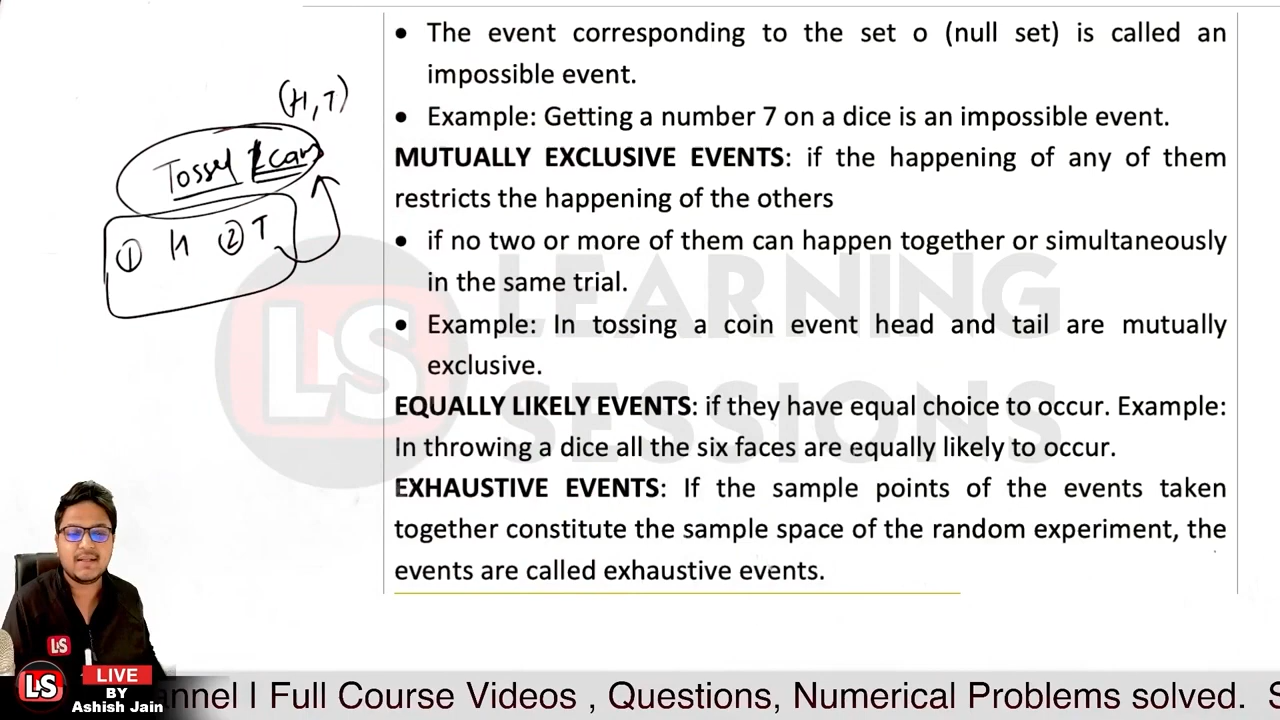 • The event corresponding to the set o (null set) is called an
impossible event.
• Example: Getting a number 7 on a dice is an impossible event.
MUTUALLY EXCLUSIVE EVENTS: if the happening of any of them
restricts the happening of the others
• if no two or more of them can happen together or simultaneously
in the same trial.
• Example: In tossing a coin event head and tail are mutually
exclusive.
EQUALLY LIKELY EVENTS: if they have equal choice to occur. Example:
In throwing a dice all the six faces are equally likely to occur.
EXHAUSTIVE EVENTS: If the sample points of the events taken
together constitute the sample space of the random experiment, the
events are called exhaustive events.
(H, T)
① H ② T
LS LEARNING
SESSIONS
LS
LS
LIVE
BY
Ashish Jain
annel I Full Course Videos , Questions, Numerical Problems solved. S